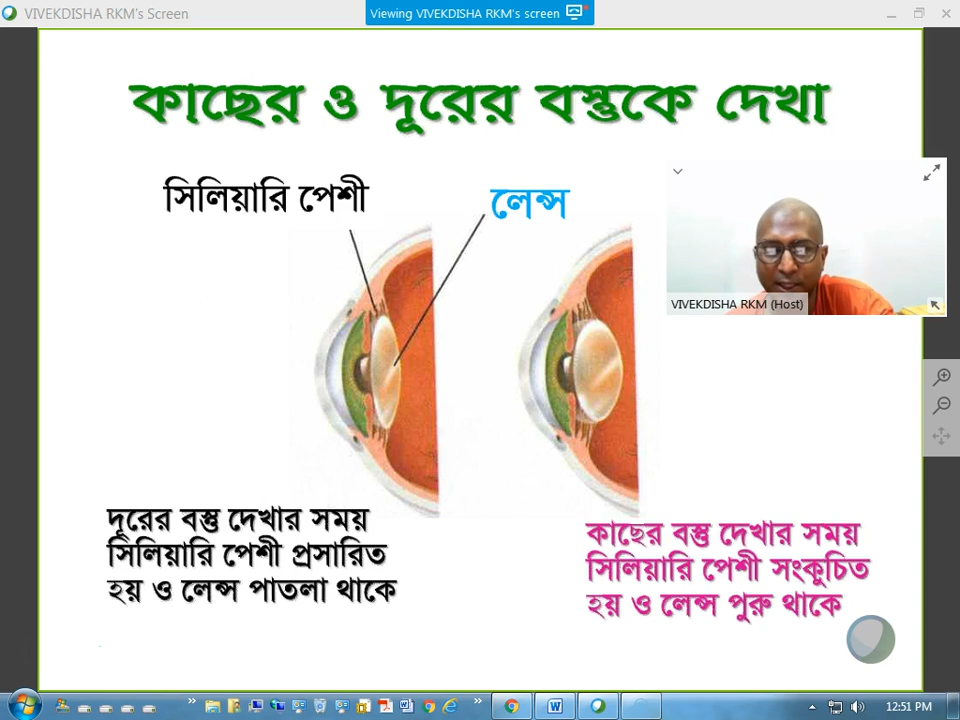 VIVEKDISHA RKM's Screen
Viewing VIVEKDISHA RKM's screen
কাছের ও দূরের বস্তুকে দেখা
সিলিয়ারি পেশী
লেন্স
VIVEKDISHA RKM (Host)
দূরের বস্তু দেখার সময়
সিলিয়ারি পেশী প্রসারিত
হয় ও লেন্স পাতলা থাকে
কাছের বস্তু দেখার সময়
সিলিয়ারি পেশী সংকুচিত
হয় ও লেন্স পুরু থাকে
12:51 PM